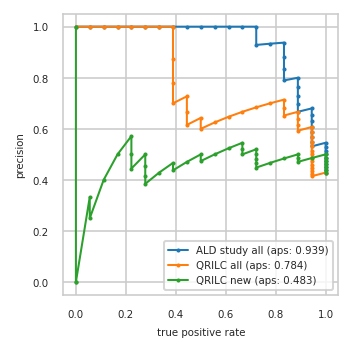 1.0
0.8
0.6
0.4
0.2
0.0
precision
ALD study all (aps: 0.939)
QRILC all (aps: 0.784)
QRILC new (aps: 0.483)
0.0 0.2 0.4 0.6 0.8 1.0
true positive rate